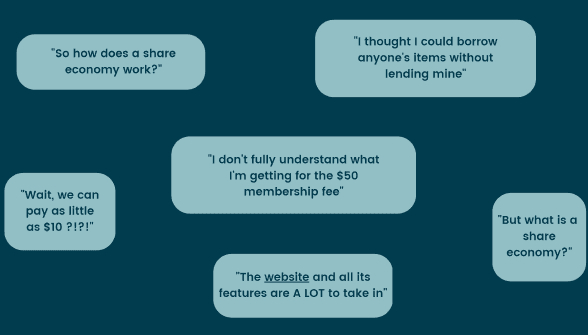 "So how does a share
economy work?"
"I thought I could borrow
anyone's items without
lending mine"
"I don't fully understand what
I'm getting for the $50
membership fee"
"Wait, we can
pay as little
as $10 ?!?!"
"But what is a
share
economy?"
"The website and all its
features are A LOT to take in"